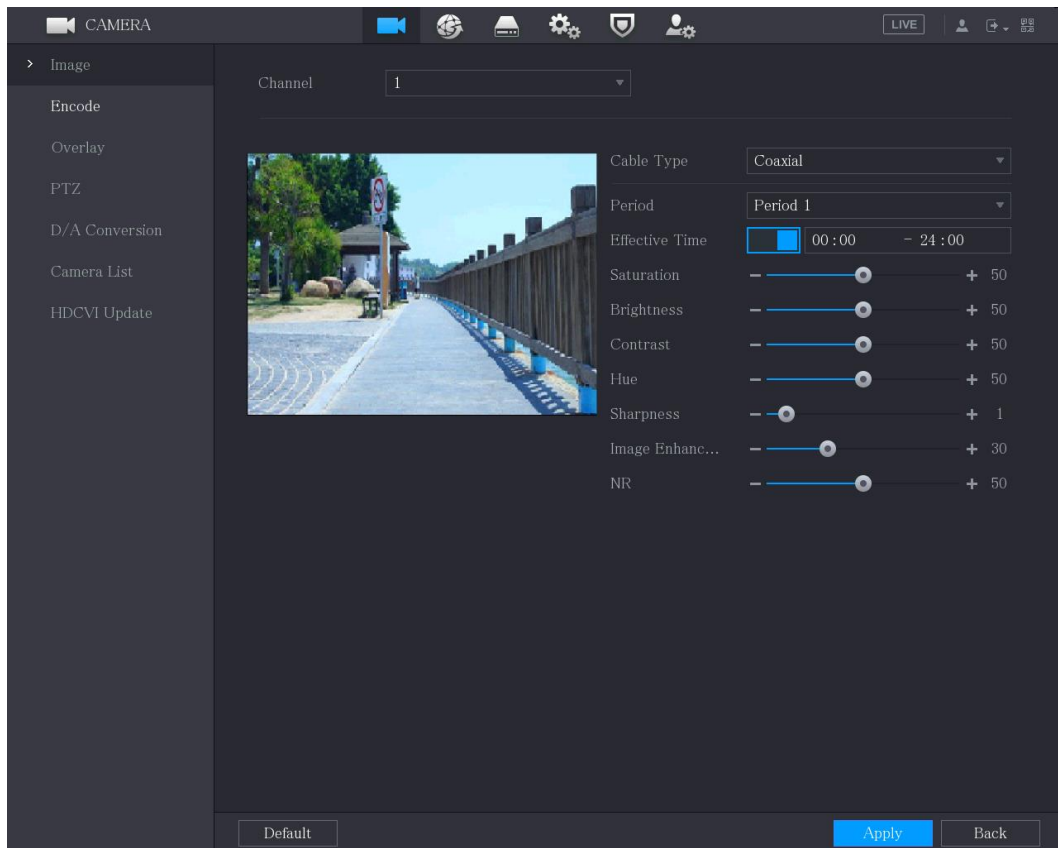 CAMERA
LIVE
Image
Encode
Overlay
PTZ
D/A Conversion
Camera List
HDCVI Update
Channel 1
Cable Type Coaxial
Period Period 1
Effective Time 00:00 - 24:00
Saturation 50
Brightness 50
Contrast 50
Hue 50
Sharpness 1
Image Enhanc... 30
NR 50
Default Apply Back